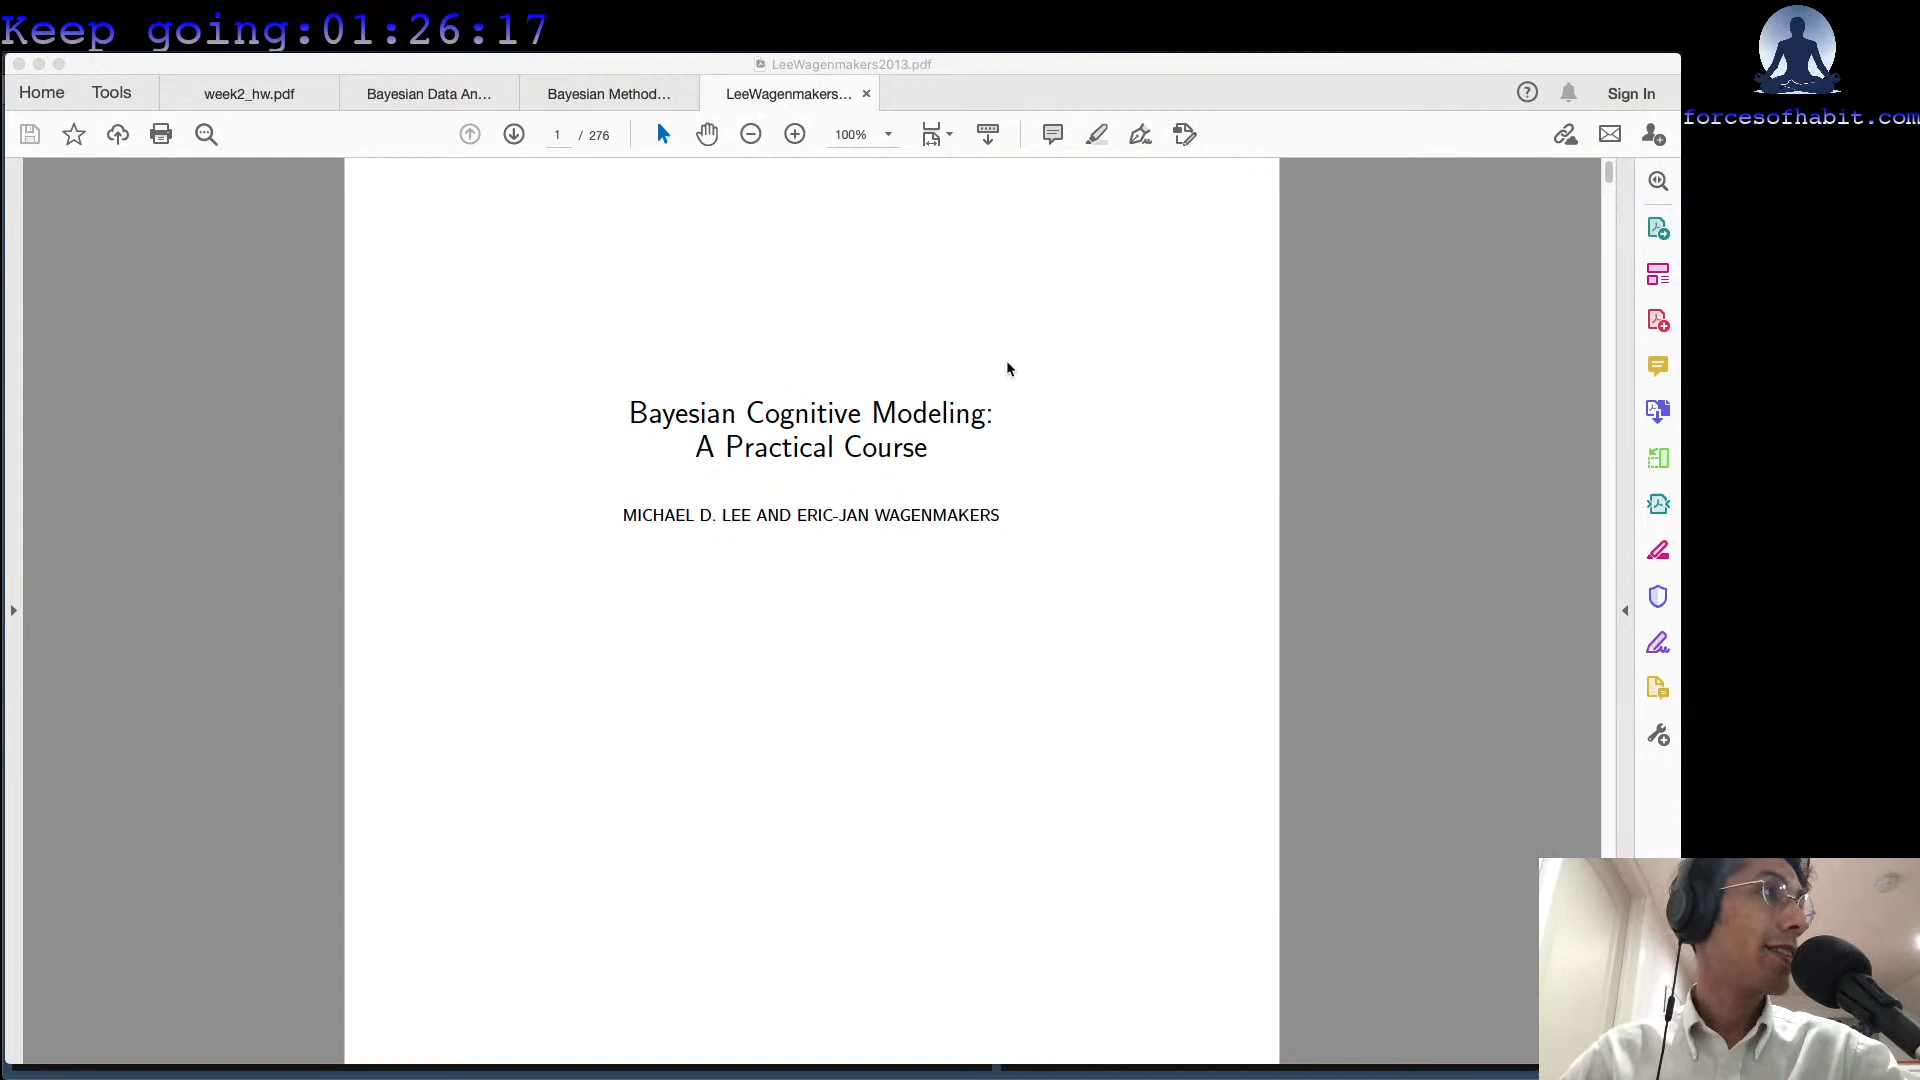 Keep going:01:26:17
LeeWagenmakers2013.pdf
Home Tools week2_hw.pdf Bayesian Data An... Bayesian Method... LeeWagenmakers... × Sign In
1 / 276 100%
forcesofhabit.com
Bayesian Cognitive Modeling:
A Practical Course
MICHAEL D. LEE AND ERIC-JAN WAGENMAKERS